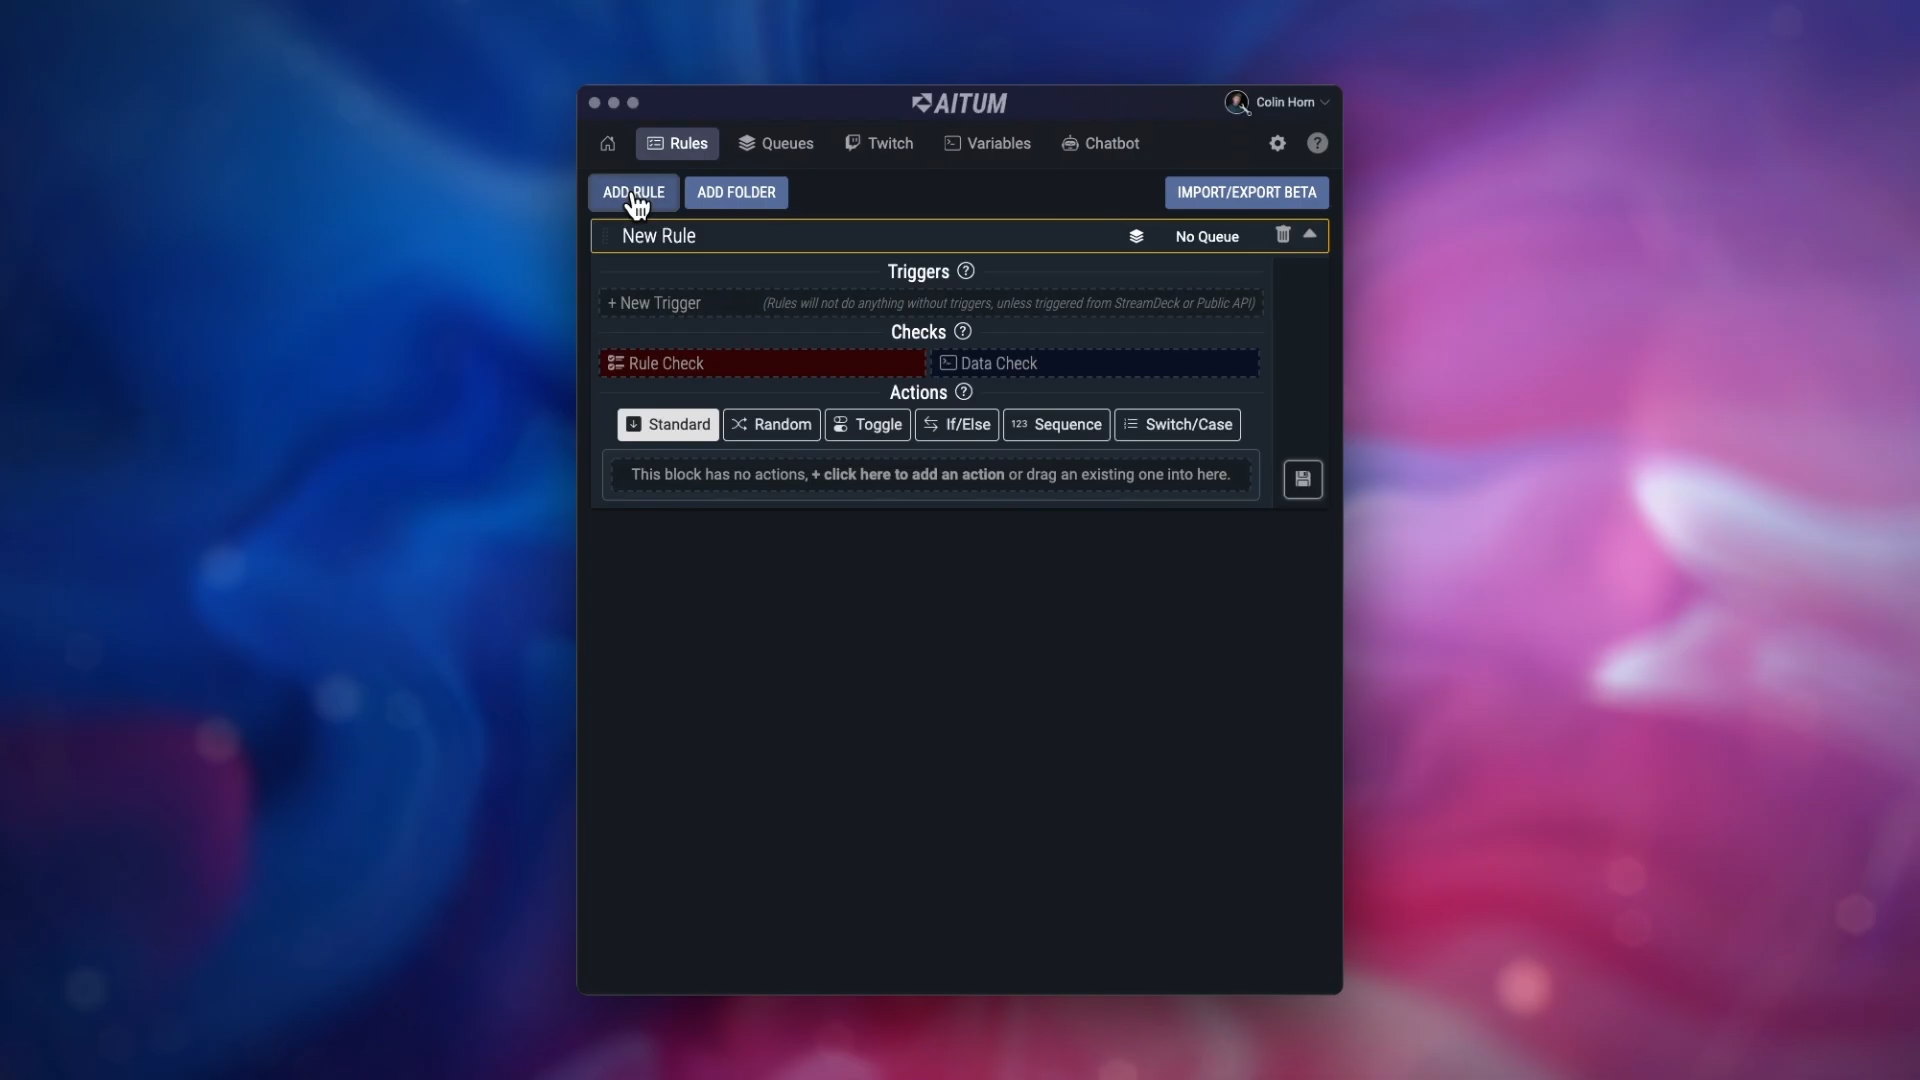 AITUM
Colin Horn
Rules
Queues
Twitch
Variables
Chatbot
?
ADD RULE
ADD FOLDER
IMPORT/EXPORT BETA
New Rule
No Queue
Triggers ?
+ New Trigger
(Rules will not do anything without triggers, unless triggered from StreamDeck or Public API)
Checks ?
Rule Check
Data Check
Actions ?
Standard
Random
Toggle
If/Else
123 Sequence
Switch/Case
This block has no actions, + click here to add an action or drag an existing one into here.